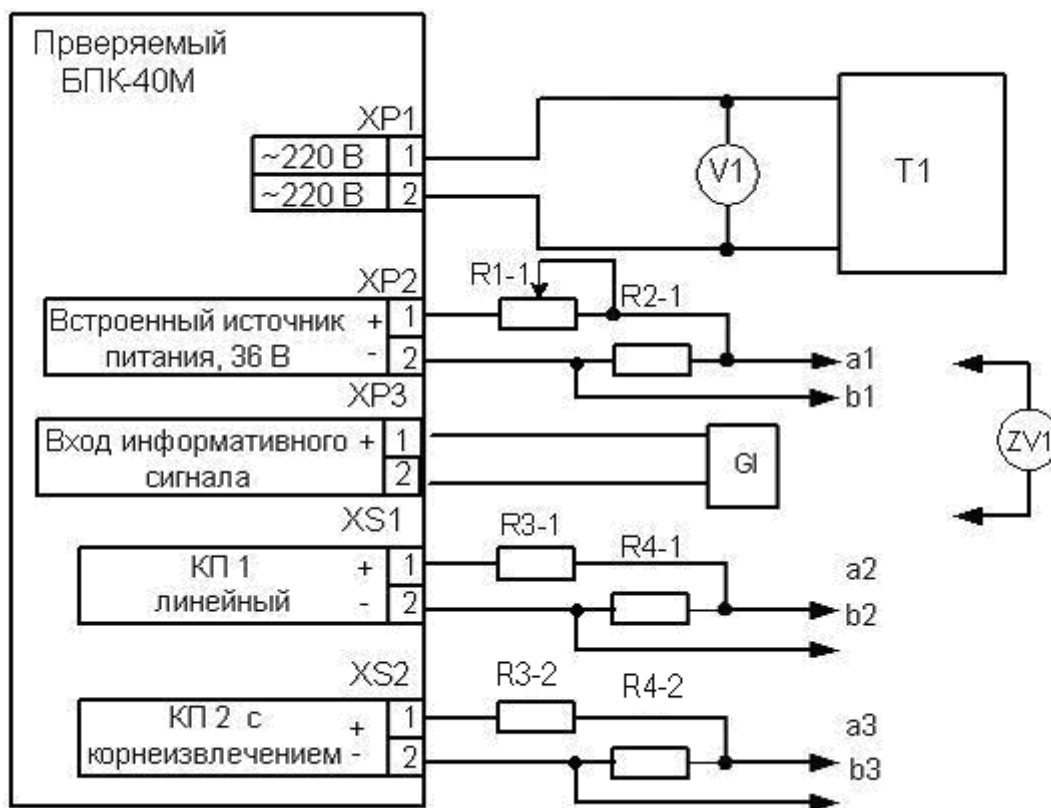 Прверяемый
БПК-40М
XP1
~220 В 1
~220 В 2
V1
T1
XP2
R1-1
R2-1
Встроенный источник + 1
питания, 36 В - 2
a1
b1
XP3
Вход информативного + 1
сигнала 2
GI
ZV1
XS1
R3-1
R4-1
КП 1 + 1
линейный - 2
a2
b2
XS2
R3-2
R4-2
КП 2 с + 1
корнеизвлечением - 2
a3
b3